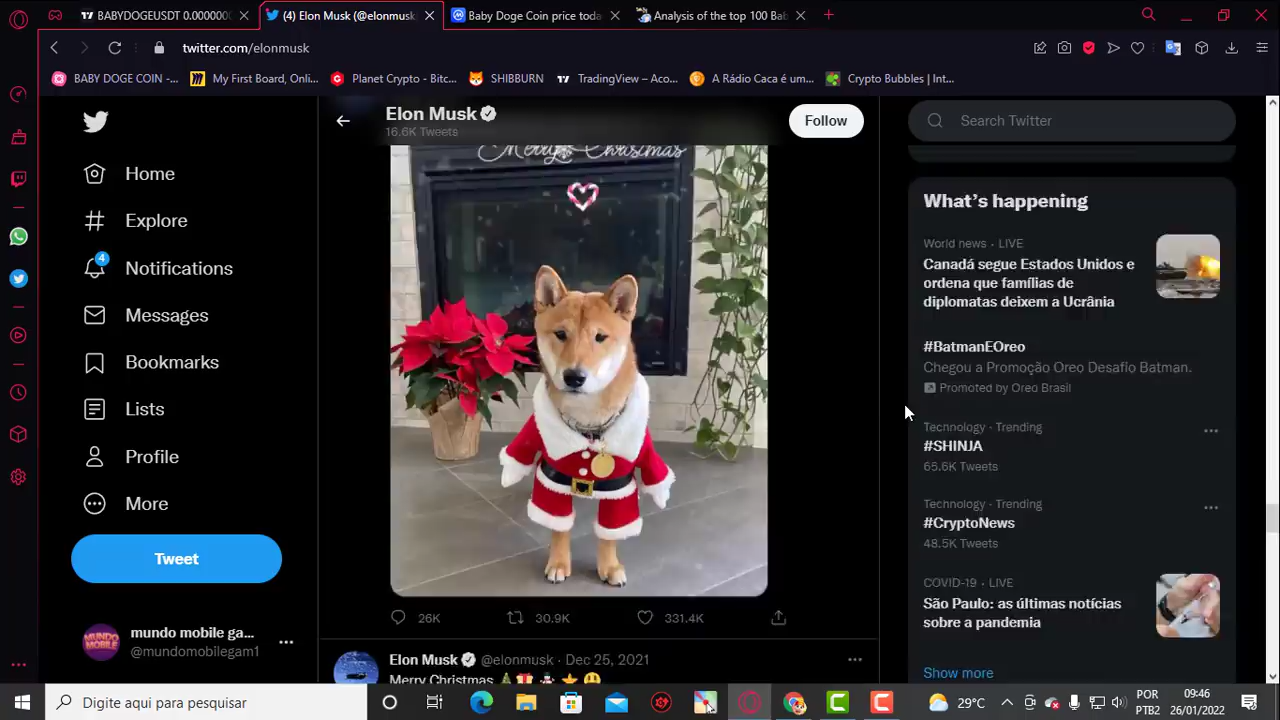 BABYDOGEUSDT 0.0000000
(4) Elon Musk (@elonmusk
Baby Doge Coin price toda
Analysis of the top 100 Bab
twitter.com/elonmusk
BABY DOGE COIN -...
My First Board, Onli...
Planet Crypto - Bitc...
SHIBBURN
TradingView – Aco...
A Rádio Caca é um...
Crypto Bubbles | Int...
Elon Musk
16.6K Tweets
Follow
Search Twitter
Home
Explore
4
Notifications
Messages
Bookmarks
Lists
Profile
More
Tweet
mundo mobile ga...
@mundomobilegam1
MUNDO
MOBILE
Merry Christmas
26K
30.9K
331.4K
Elon Musk @elonmusk · Dec 25, 2021
Merry Christmas
What's happening
World news · LIVE
Canadá segue Estados Unidos e
ordena que famílias de
diplomatas deixem a Ucrânia
#BatmanEOreo
Chegou a Promoção Oreo Desafio Batman.
Promoted by Oreo Brasil
Technology · Trending
#SHINJA
65.6K Tweets
Technology · Trending
#CryptoNews
48.5K Tweets
COVID-19 · LIVE
São Paulo: as últimas notícias
sobre a pandemia
Show more
Digite aqui para pesquisar
29°C
POR
PTB2
09:46
26/01/2022